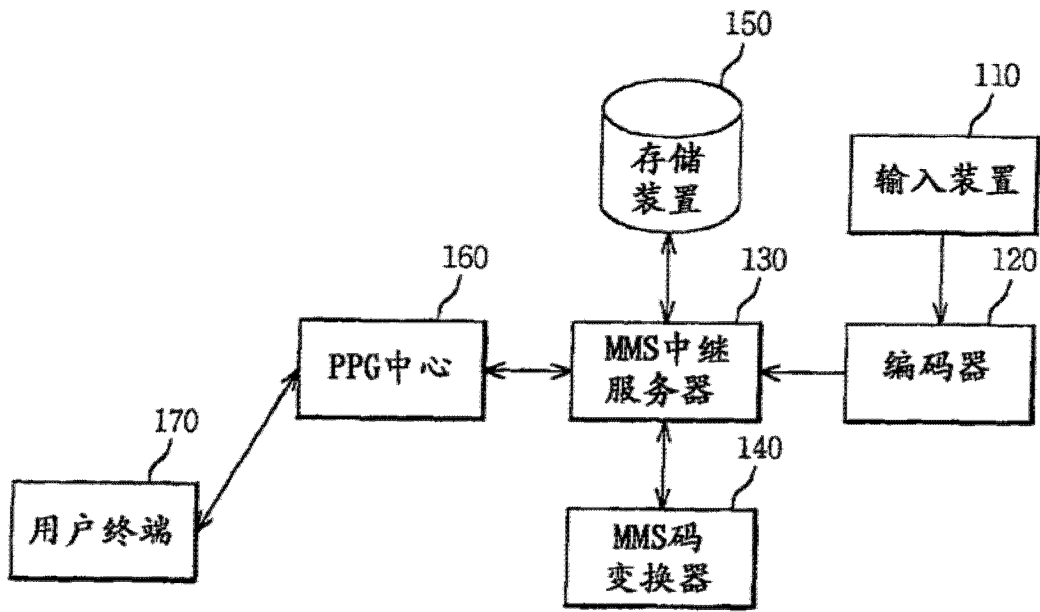 150
存储
装置
110
输入装置
160
130
120
PPG中心
MMS中继
服务器
编码器
170
用户终端
140
MMS码
变换器